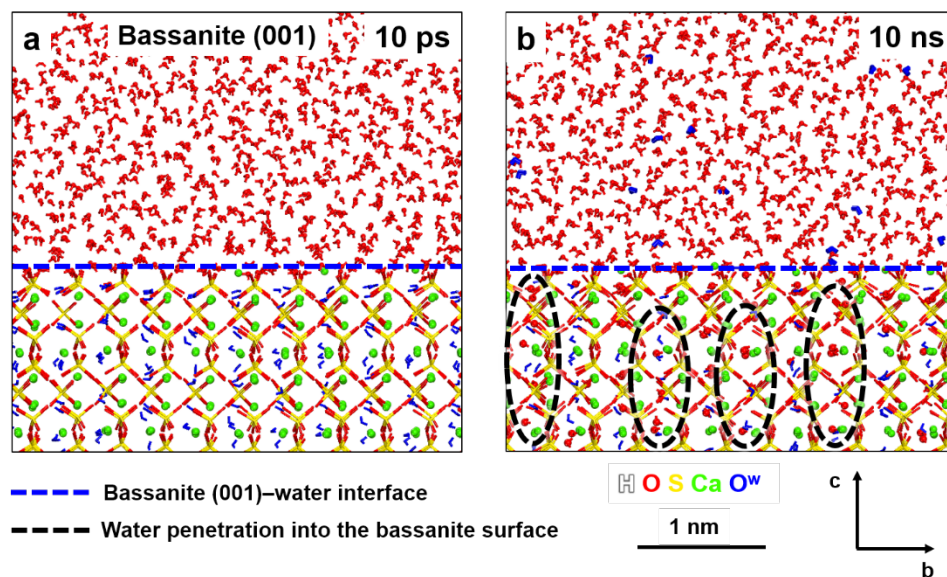 a Bassanite (001) 10 ps
b 10 ns
Bassanite (001)–water interface
Water penetration into the bassanite surface
H O S Ca Oʷ
1 nm
c
b